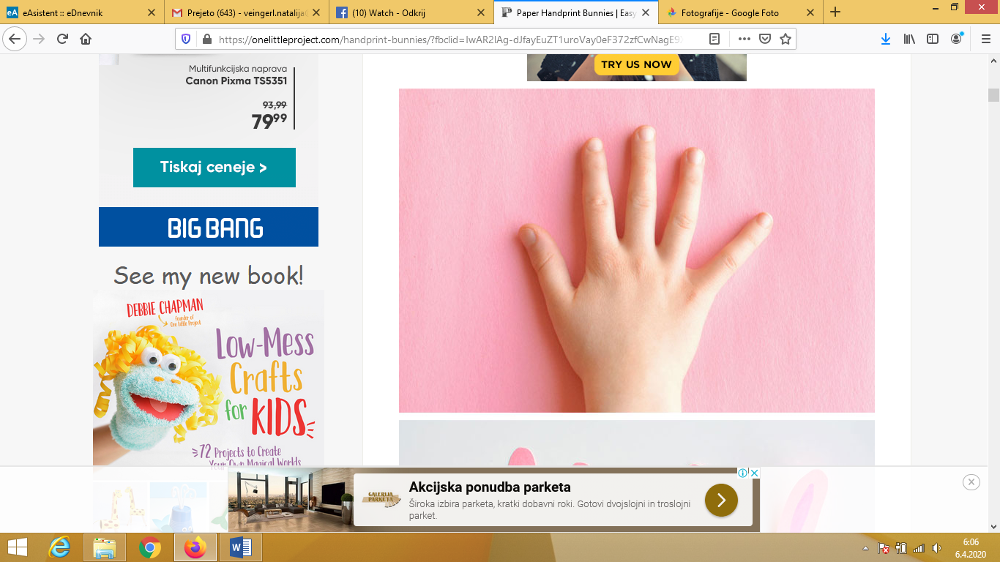 eAsistent :: eDnevnik
Prejeto (643) - veingerl.natalija
(10) Watch - Odkrij
Paper Handprint Bunnies | Easy
Fotografije - Google Foto
https://onelittleproject.com/handprint-bunnies/?fbclid=IwAR2IAg-dJfayEuZT1uroVay0eF372zfCwNagE9
TRY US NOW
Multifunkcijska naprava
Canon Pixma TS5351
93,99
79 99
Tiskaj ceneje >
BIG BANG
See my new book!
DEBBIE CHAPMAN
founder of
One Little Project
LOW-MESS
CRAFTS
for KIDS
72 Projects to Create
Your Own Magical Worlds
Akcijska ponudba parketa
GALERIJA
PARKETA
Široka izbira parketa, kratki dobavni roki. Gotovi dvojslojni in troslojni
parket.
6:06
6.4.2020